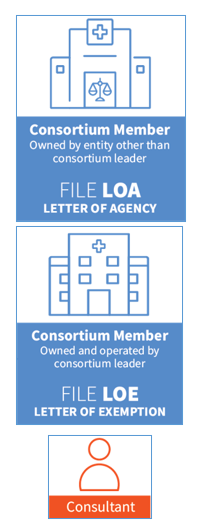 Consortium Member
Owned by entity other than
consortium leader
FILE LOA
LETTER OF AGENCY
Consortium Member
Owned and operated by
consortium leader
FILE LOE
LETTER OF EXEMPTION
Consultant